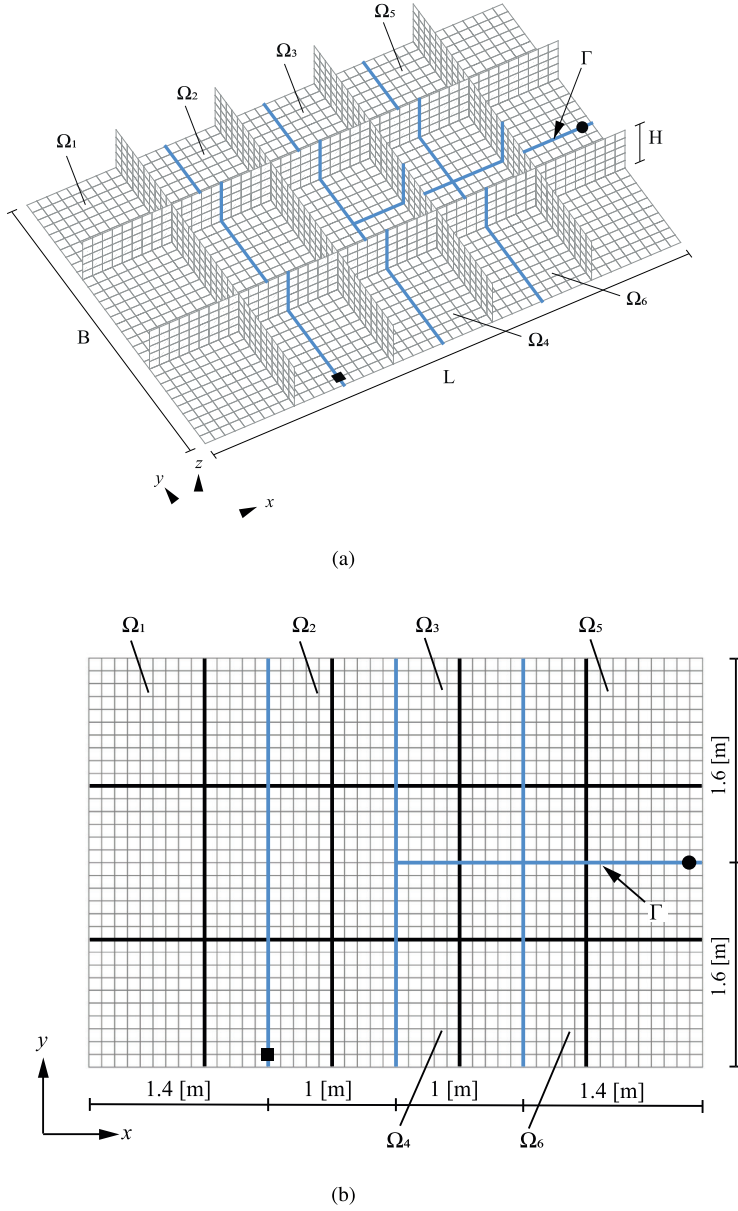 Ω₅
Ω₃
Γ
Ω₂
Ω₁
H
B
Ω₆
Ω₄
L
z
y
x
(a)
Ω₁ Ω₂ Ω₃ Ω₅
1.6 [m]
Γ
1.6 [m]
y
1.4 [m] 1 [m] 1 [m] 1.4 [m]
x
Ω₄ Ω₆
(b)